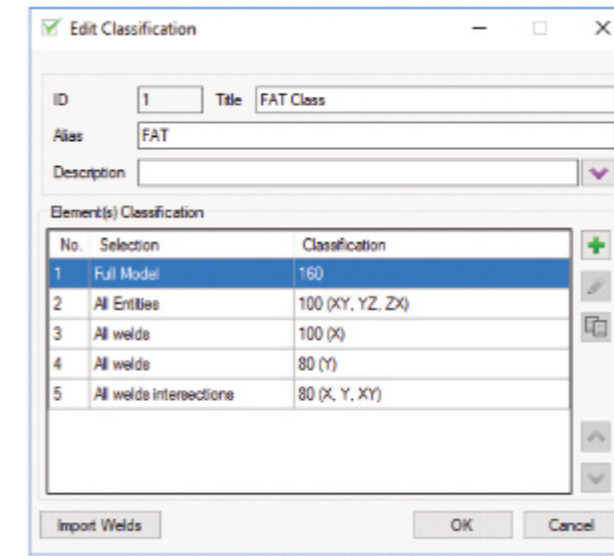 Edit Classification
ID 1 Title FAT Class
Alias FAT
Description
Element(s) Classification
No. Selection Classification
1 Full Model 160
2 All Entities 100 (XY, YZ, ZX)
3 All welds 100 (X)
4 All welds 80 (Y)
5 All welds intersections 80 (X, Y, XY)
Import Welds OK Cancel